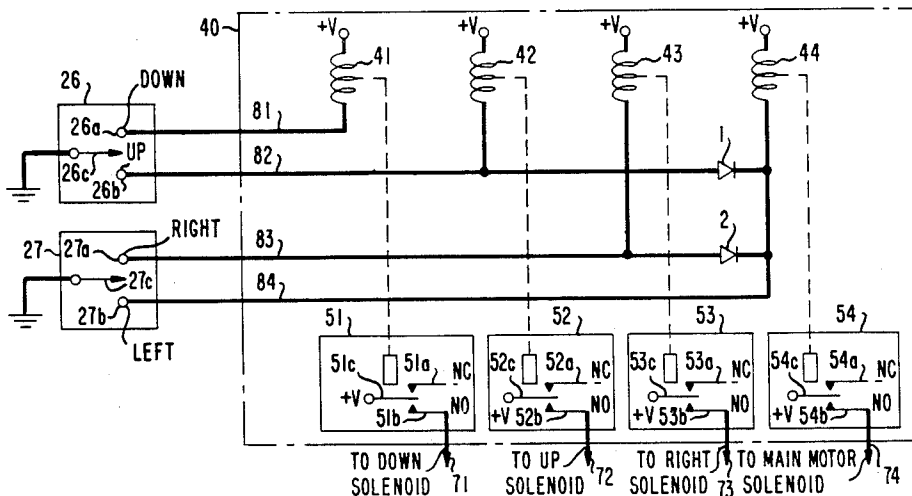 40 +V +V +V +V
41 42 43 44
26 DOWN
26a 81
UP 82 1
26c 26b
RIGHT
27 27a 83 2
27c 84
27b
LEFT
51 52 53 54
51c 51a NC 52c 52a NC 53c 53a NC 54c 54a NC
+V 51b NO +V 52b NO +V 53b NO +V 54b NO
TO DOWN SOLENOID 71
TO UP SOLENOID 72
TO RIGHT SOLENOID 73
TO MAIN MOTOR SOLENOID 74